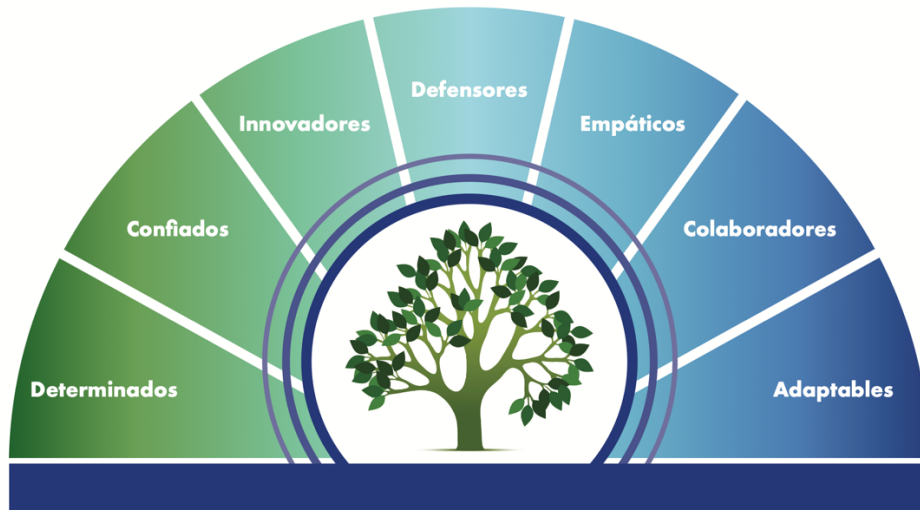 Determinados
Confiados
Innovadores
Defensores
Empáticos
Colaboradores
Adaptables